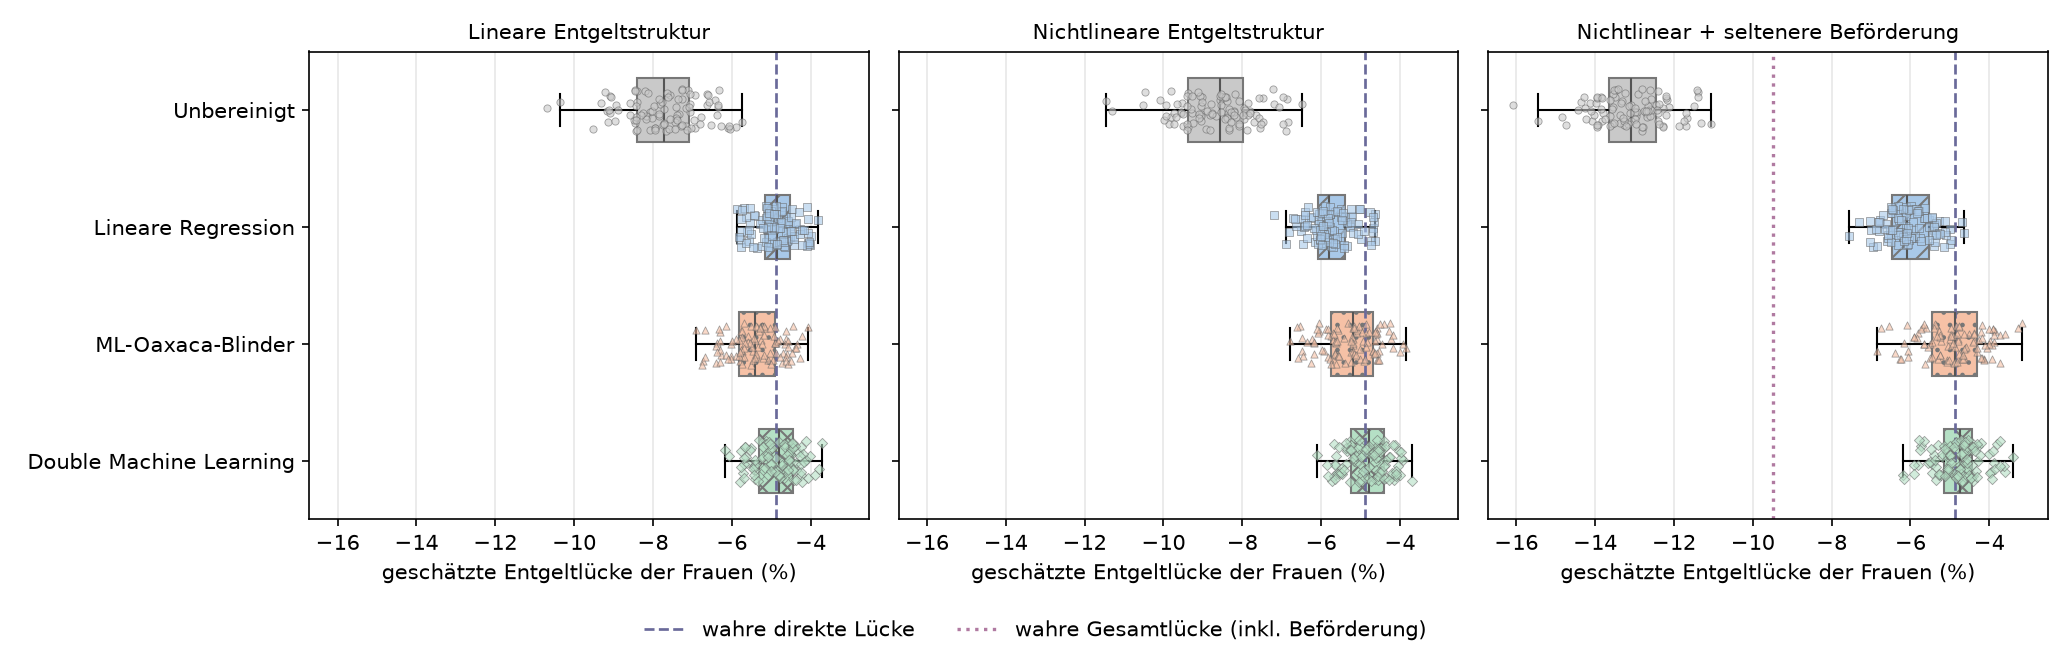 Lineare Entgeltstruktur
Nichtlineare Entgeltstruktur
Nichtlinear + seltenere Beförderung
Unbereinigt
Lineare Regression
ML-Oaxaca-Blinder
Double Machine Learning
−16 −14 −12 −10 −8 −6 −4
−16 −14 −12 −10 −8 −6 −4
−16 −14 −12 −10 −8 −6 −4
geschätzte Entgeltlücke der Frauen (%)
geschätzte Entgeltlücke der Frauen (%)
geschätzte Entgeltlücke der Frauen (%)
wahre direkte Lücke
wahre Gesamtlücke (inkl. Beförderung)